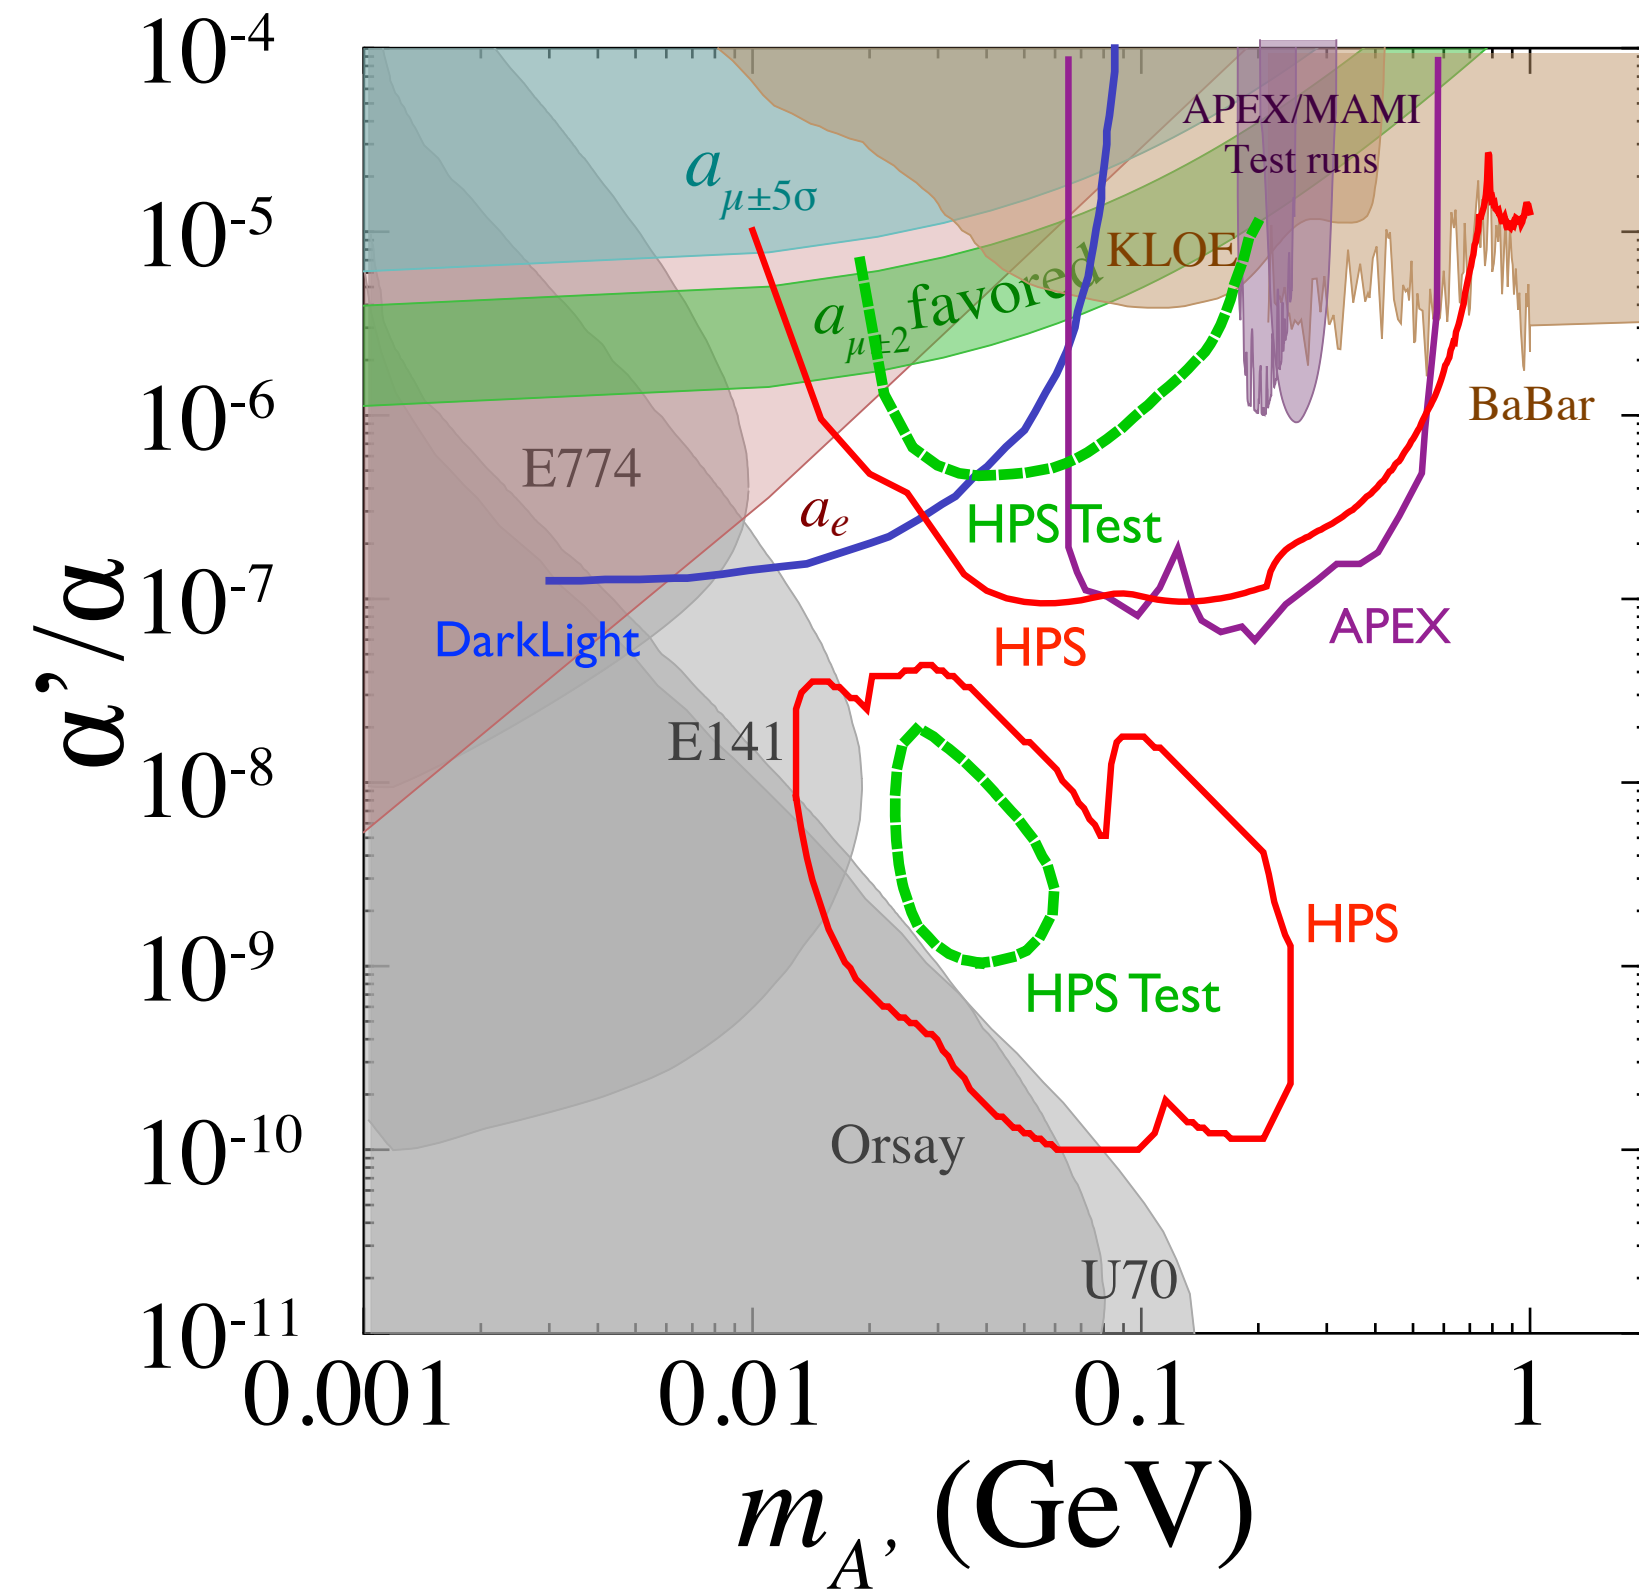 10-4
10-5
10-6
10-7
10-8
10-9
10-10
10-11
α'/α
0.001
0.01
0.1
1
mA' (GeV)
aμ±5σ
APEX/MAMI
Test runs
KLOE
aμ±2 favored
BaBar
E774
ae
HPS Test
DarkLight
HPS
APEX
E141
HPS
HPS Test
Orsay
U70